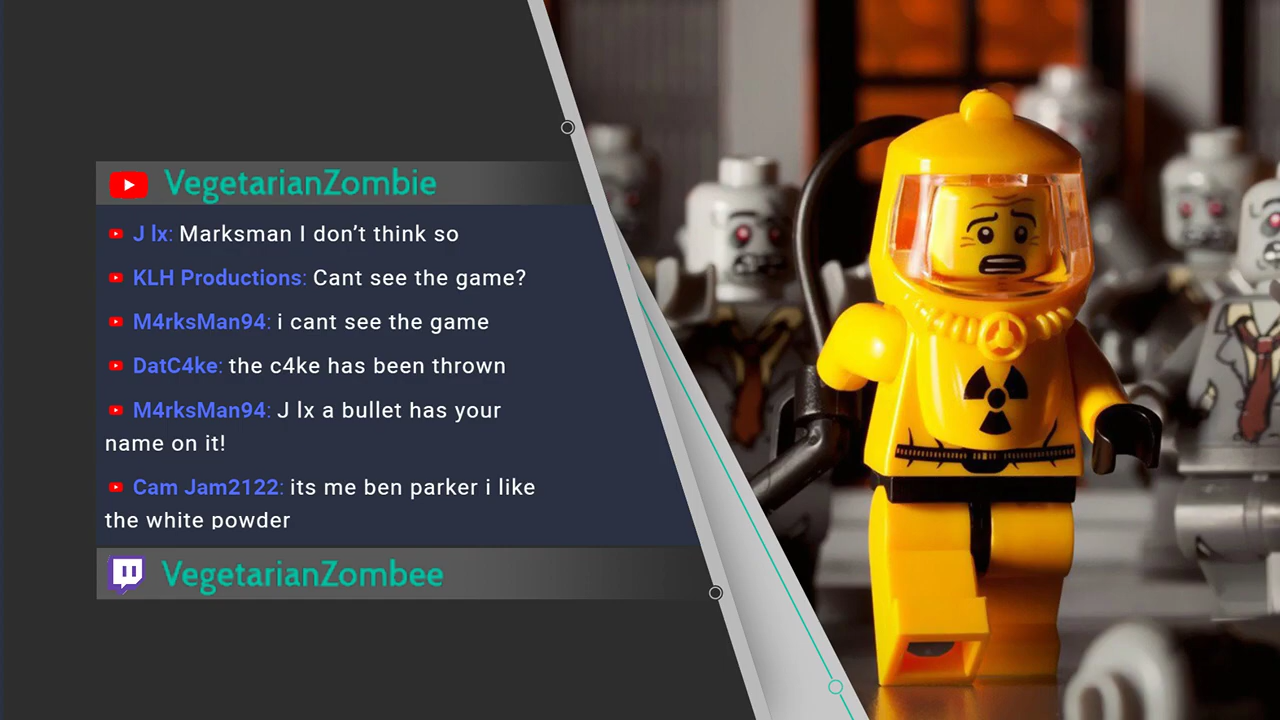 VegetarianZombie
J lx: Marksman I don’t think so
KLH Productions: Cant see the game?
M4rksMan94: i cant see the game
DatC4ke: the c4ke has been thrown
M4rksMan94: J lx a bullet has your
name on it!
Cam Jam2122: its me ben parker i like
the white powder
VegetarianZombee